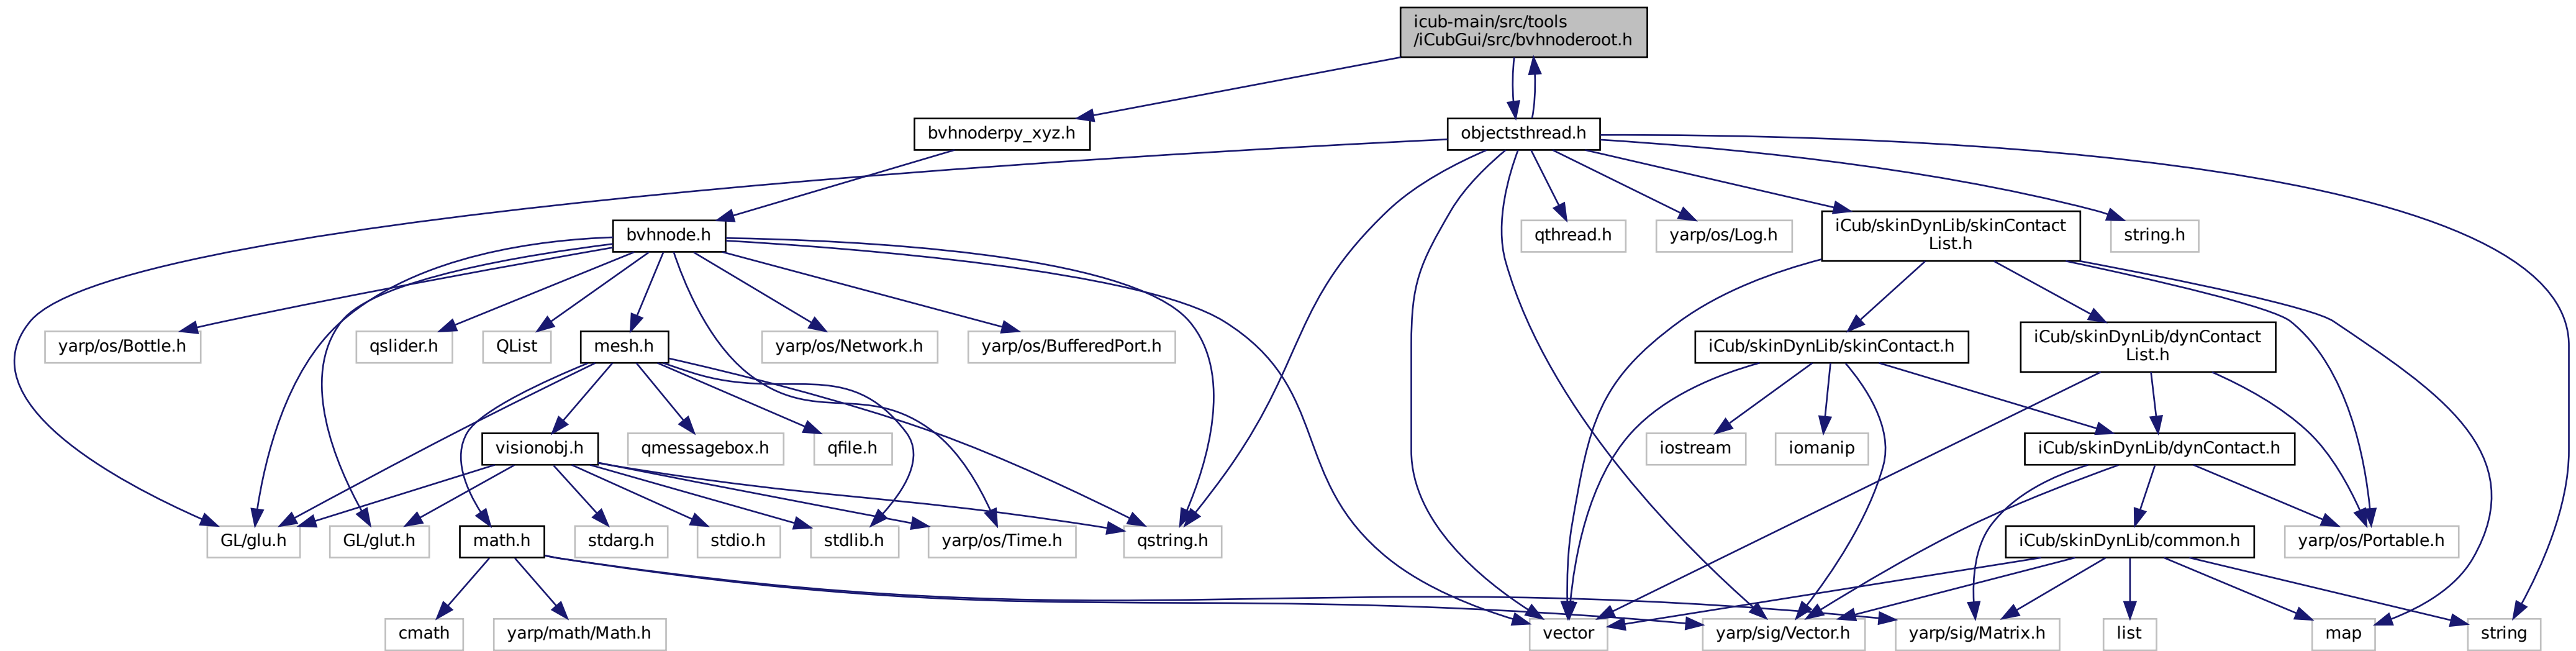 icub-main/src/tools
/iCubGui/src/bvhnoderoot.h
bvhnoderpy_xyz.h
objectsthread.h
bvhnode.h
qthread.h
yarp/os/Log.h
iCub/skinDynLib/skinContact
List.h
string.h
yarp/os/Bottle.h
qslider.h
QList
mesh.h
yarp/os/Network.h
yarp/os/BufferedPort.h
iCub/skinDynLib/skinContact.h
iCub/skinDynLib/dynContact
List.h
visionobj.h
qmessagebox.h
qfile.h
iostream
iomanip
iCub/skinDynLib/dynContact.h
GL/glu.h
GL/glut.h
math.h
stdarg.h
stdio.h
stdlib.h
yarp/os/Time.h
qstring.h
iCub/skinDynLib/common.h
yarp/os/Portable.h
cmath
yarp/math/Math.h
vector
yarp/sig/Vector.h
yarp/sig/Matrix.h
list
map
string